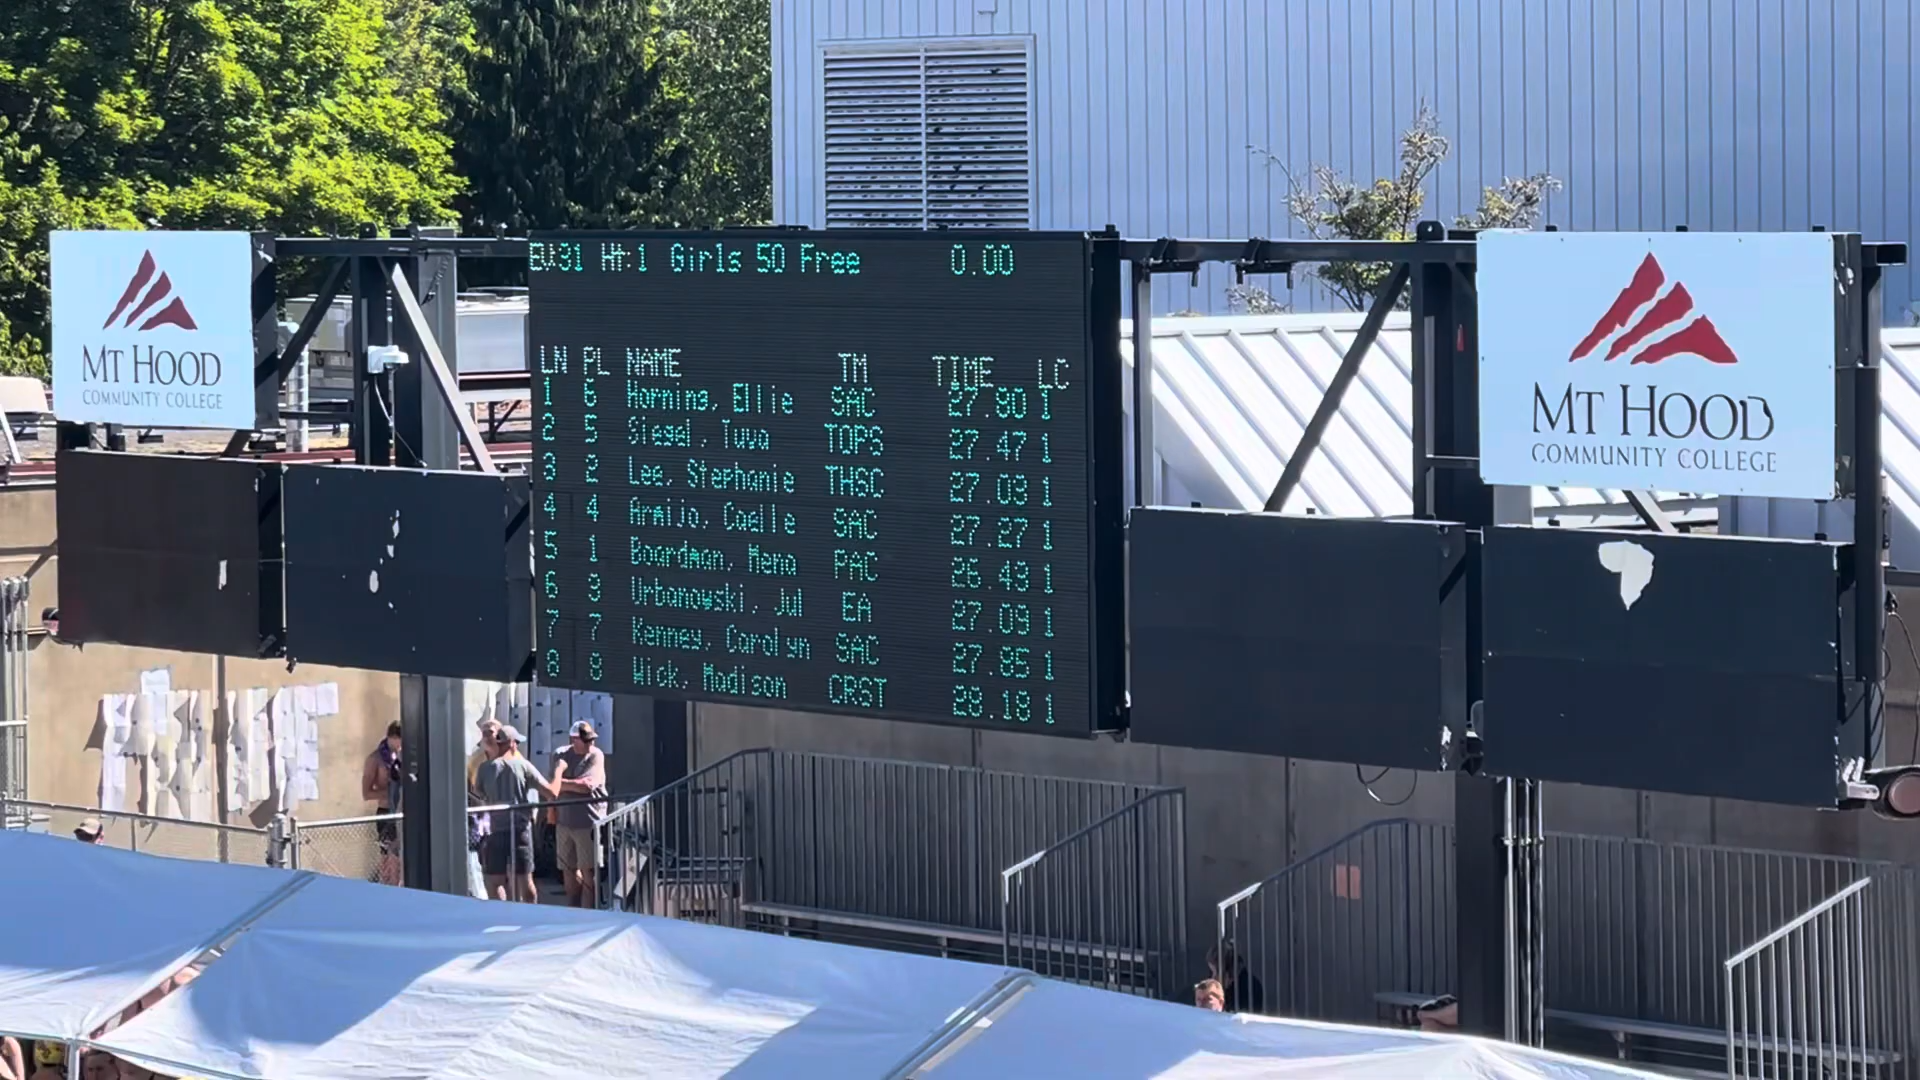 EV:31 Ht:1 Girls 50 Free 0.00
LN PL NAME TM TIME LC
1 6 Horning, Ellie SAC 27.80 1
2 5 Siegel, Tuva TOPS 27.47 1
3 2 Lee, Stephanie THSC 27.03 1
4 4 Armijo, Caelle SAC 27.27 1
5 1 Boardman, Mena PAC 26.43 1
6 3 Urbanowski, Jul EA 27.09 1
7 7 Kenney, Carolyn SAC 27.85 1
8 8 Wick, Madison CRST 28.18 1
MT HOOD
COMMUNITY COLLEGE
MT HOOD
COMMUNITY COLLEGE